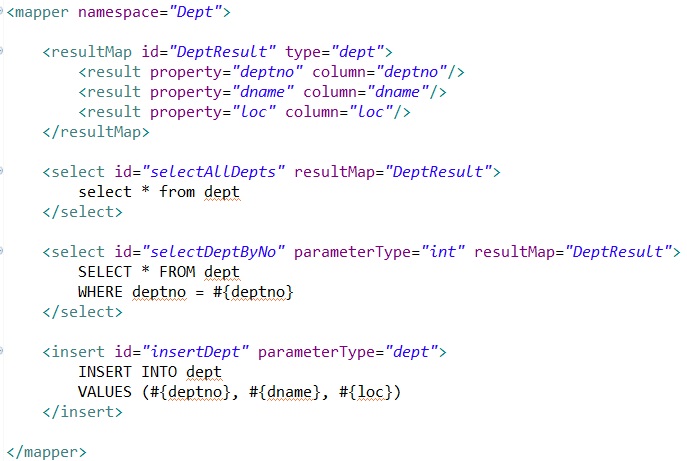 <mapper namespace="Dept">
<resultMap id="DeptResult" type="dept">
<result property="deptno" column="deptno"/>
<result property="dname" column="dname"/>
<result property="loc" column="loc"/>
</resultMap>
<select id="selectAllDepts" resultMap="DeptResult">
select * from dept
</select>
<select id="selectDeptByNo" parameterType="int" resultMap="DeptResult">
SELECT * FROM dept
WHERE deptno = #{deptno}
</select>
<insert id="insertDept" parameterType="dept">
INSERT INTO dept
VALUES (#{deptno}, #{dname}, #{loc})
</insert>
</mapper>